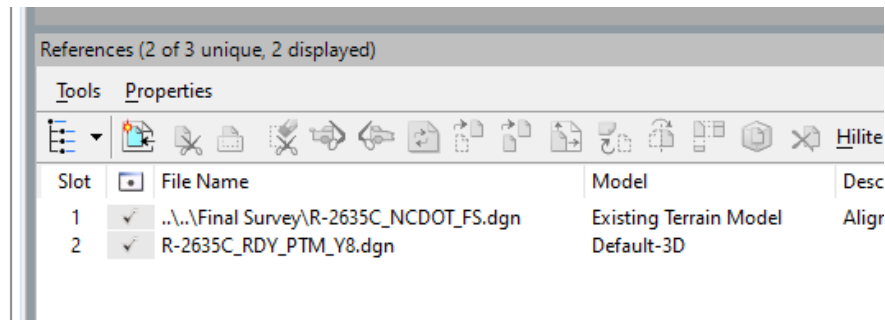 References (2 of 3 unique, 2 displayed)
Tools Properties
Hilite
Slot File Name Model Desc
1 ..\..\Final Survey\R-2635C_NCDOT_FS.dgn Existing Terrain Model Align
2 R-2635C_RDY_PTM_Y8.dgn Default-3D